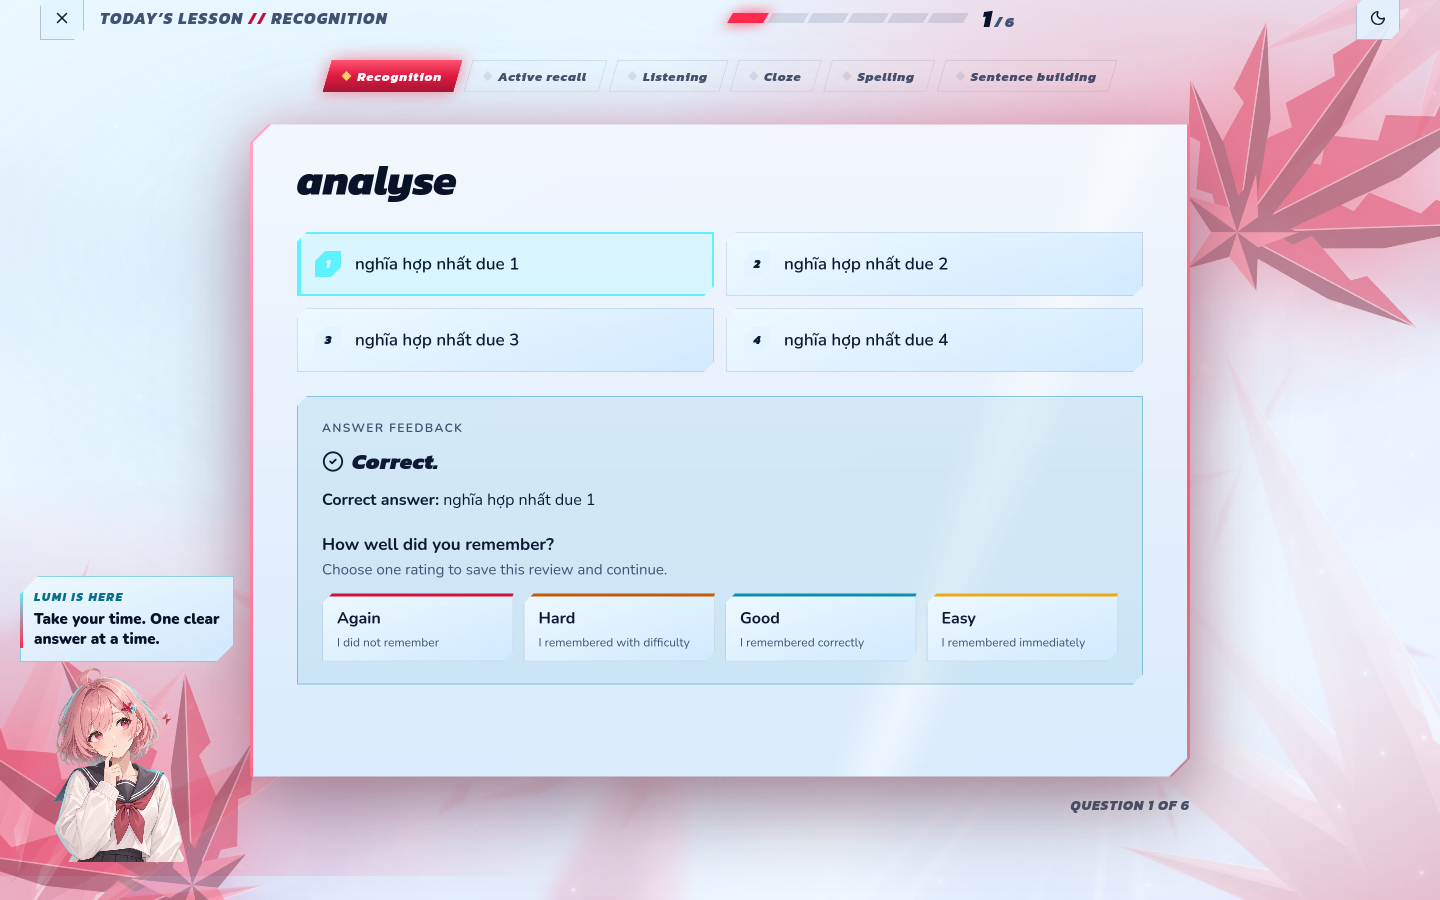 TODAY'S LESSON // RECOGNITION
1 / 6
Recognition
Active recall
Listening
Cloze
Spelling
Sentence building
analyse
1 nghĩa hợp nhất due 1
2 nghĩa hợp nhất due 2
3 nghĩa hợp nhất due 3
4 nghĩa hợp nhất due 4
ANSWER FEEDBACK
Correct.
Correct answer: nghĩa hợp nhất due 1
How well did you remember?
Choose one rating to save this review and continue.
Again
I did not remember
Hard
I remembered with difficulty
Good
I remembered correctly
Easy
I remembered immediately
LUMI IS HERE
Take your time. One clear
answer at a time.
QUESTION 1 OF 6